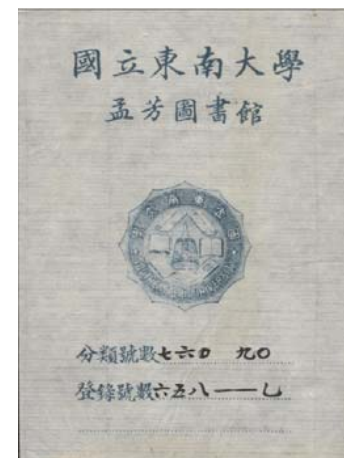 國立東南大學
孟芳圖書館
分類號數七六〇 九〇
登錄號數六五八一一七